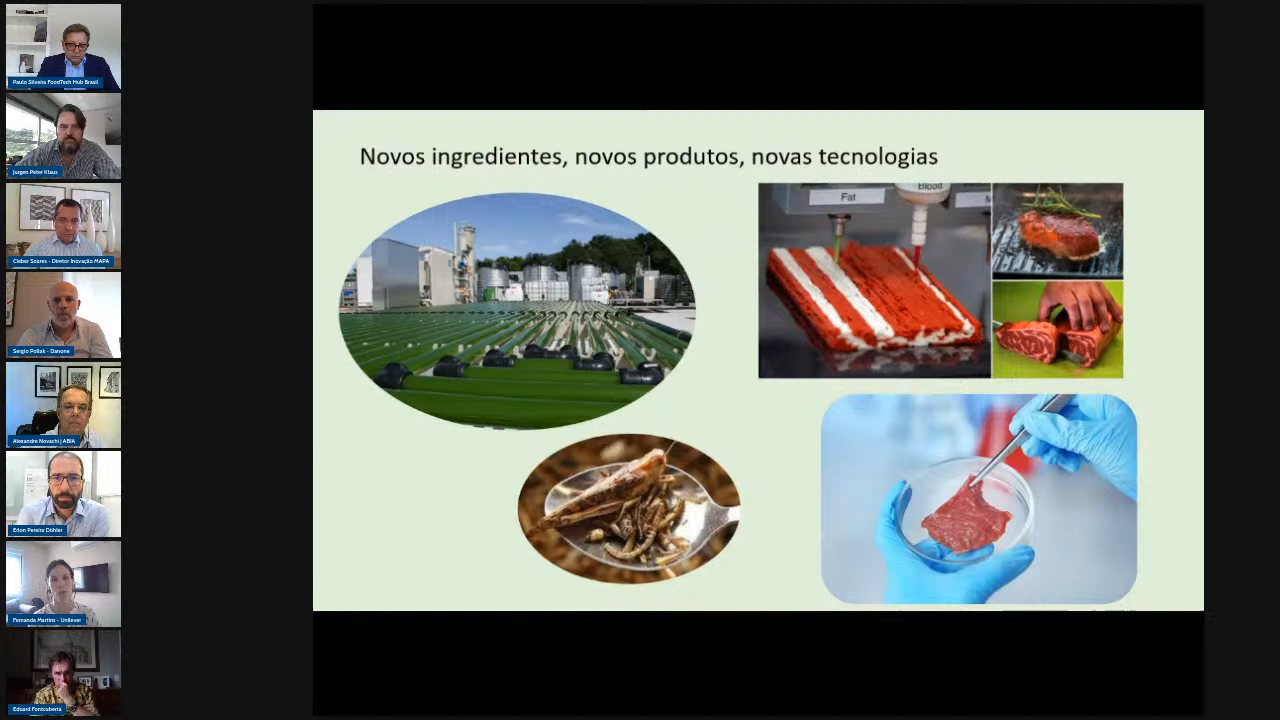 Paulo Silveira FoodTech Hub Brasil
Jurgen Peter Klaus
Cleber Soares - Diretor Inovação MAPA
Sergio Pollak - Danone
Alexandre Novachi | ABIA
Erlon Pereira Döhler
Fernanda Martins - Unilever
Eduard Fontcuberta
Novos ingredientes, novos produtos, novas tecnologias
Fat
Blood